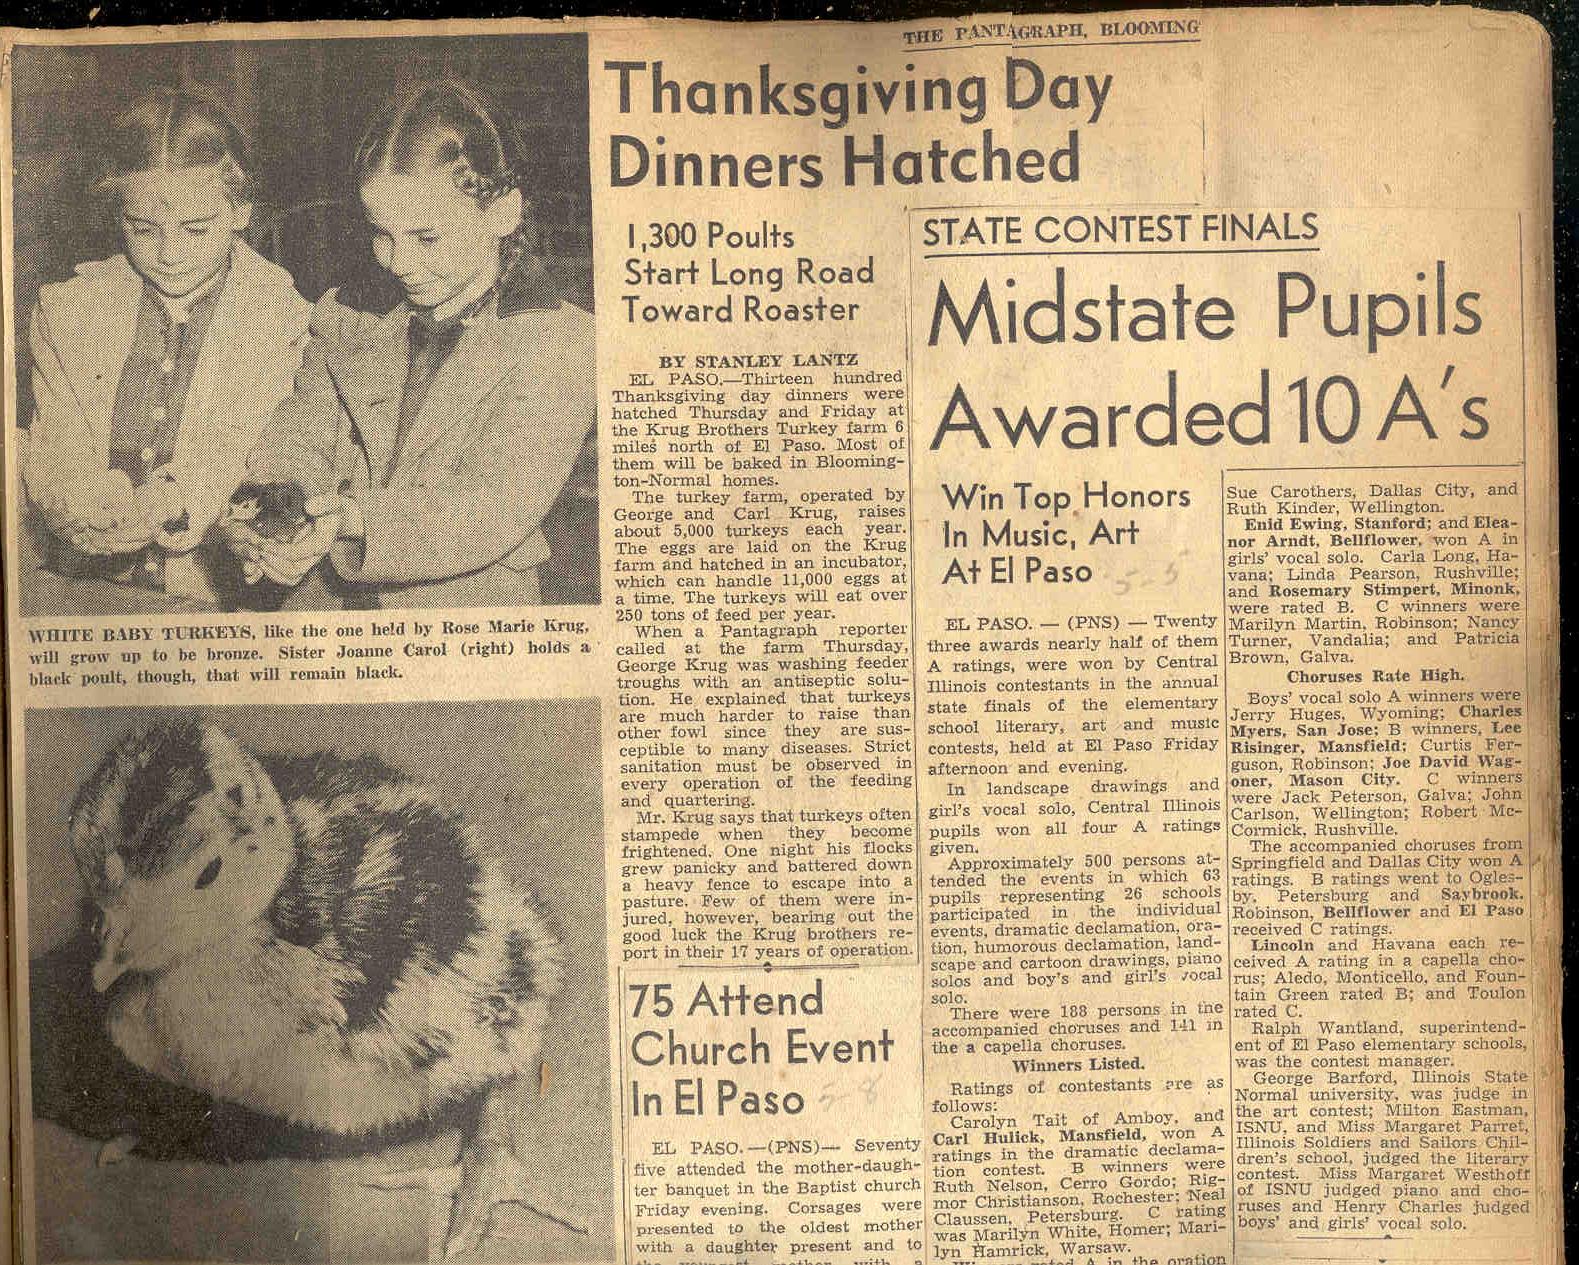 THE PANTAGRAPH, BLOOMING
Thanksgiving Day
Dinners Hatched
1,300 Poults
Start Long Road
Toward Roaster
BY STANLEY LANTZ
EL PASO.—Thirteen hundred
Thanksgiving day dinners were
hatched Thursday and Friday at
the Krug Brothers Turkey farm 6
miles north of El Paso. Most of
them will be baked in Blooming-
ton-Normal homes.
The turkey farm, operated by
George and Carl Krug, raises
about 5,000 turkeys each year.
The eggs are laid on the Krug
farm and hatched in an incubator,
which can handle 11,000 eggs at
a time. The turkeys will eat over
250 tons of feed per year.
When a Pantagraph reporter
called at the farm Thursday,
George Krug was washing feeder
troughs with an antiseptic solu-
tion. He explained that turkeys
are much harder to raise than
other fowl since they are sus-
ceptible to many diseases. Strict
sanitation must be observed in
every operation of the feeding
and quartering.
Mr. Krug says that turkeys often
stampede when they become
frightened. One night his flocks
grew panicky and battered down
a heavy fence to escape into a
pasture. Few of them were in-
jured, however, bearing out the
good luck the Krug brothers re-
port in their 17 years of operation.
WHITE BABY TURKEYS, like the one held by Rose Marie Krug,
will grow up to be bronze. Sister Joanne Carol (right) holds a
black poult, though, that will remain black.
75 Attend
Church Event
In El Paso
5-8
EL PASO.—(PNS)— Seventy
five attended the mother-daugh-
ter banquet in the Baptist church
Friday evening. Corsages were
presented to the oldest mother
with a daughter present and to
the youngest mother with a
STATE CONTEST FINALS
Midstate Pupils
Awarded 10 A's
Win Top Honors
In Music, Art
At El Paso
5-5
EL PASO. — (PNS) — Twenty
three awards nearly half of them
A ratings, were won by Central
Illinois contestants in the annual
state finals of the elementary
school literary, art and music
contests, held at El Paso Friday
afternoon and evening.
In landscape drawings and
girl's vocal solo, Central Illinois
pupils won all four A ratings
given.
Approximately 500 persons at-
tended the events in which 63
pupils representing 26 schools
participated in the individual
events, dramatic declamation, ora-
tion, humorous declamation, land-
scape and cartoon drawings, piano
solos and boy's and girl's vocal
solo.
There were 188 persons in the
accompanied choruses and 141 in
the a capella choruses.
Winners Listed.
Ratings of contestants are as
follows:
Carolyn Tait of Amboy, and
Carl Hulick, Mansfield, won A
ratings in the dramatic declama-
tion contest. B winners were
Ruth Nelson, Cerro Gordo; Rig-
mor Christianson, Rochester; Neal
Claussen, Petersburg. C rating
was Marilyn White, Homer; Mari-
lyn Hamrick, Warsaw.
rated A in the oration
Sue Carothers, Dallas City, and
Ruth Kinder, Wellington.
Enid Ewing, Stanford; and Elea-
nor Arndt, Bellflower, won A in
girls' vocal solo. Carla Long, Ha-
vana; Linda Pearson, Rushville;
and Rosemary Stimpert, Minonk,
were rated B. C winners were
Marilyn Martin, Robinson; Nancy
Turner, Vandalia; and Patricia
Brown, Galva.
Choruses Rate High.
Boys' vocal solo A winners were
Jerry Huges, Wyoming; Charles
Myers, San Jose; B winners, Lee
Risinger, Mansfield; Curtis Fer-
guson, Robinson; Joe David Wag-
oner, Mason City. C winners
were Jack Peterson, Galva; John
Carlson, Wellington; Robert Mc-
Cormick, Rushville.
The accompanied choruses from
Springfield and Dallas City won A
ratings. B ratings went to Ogles-
by, Petersburg and Saybrook.
Robinson, Bellflower and El Paso
received C ratings.
Lincoln and Havana each re-
ceived A rating in a capella cho-
rus; Aledo, Monticello, and Foun-
tain Green rated B; and Toulon
rated C.
Ralph Wantland, superintend-
ent of El Paso elementary schools,
was the contest manager.
George Barford, Illinois State
Normal university, was judge in
the art contest; Milton Eastman,
ISNU, and Miss Margaret Parret,
Illinois Soldiers and Sailors Chil-
dren's school, judged the literary
contest. Miss Margaret Westhoff
of ISNU judged piano and cho-
ruses and Henry Charles judged
boys' and girls' vocal solo.